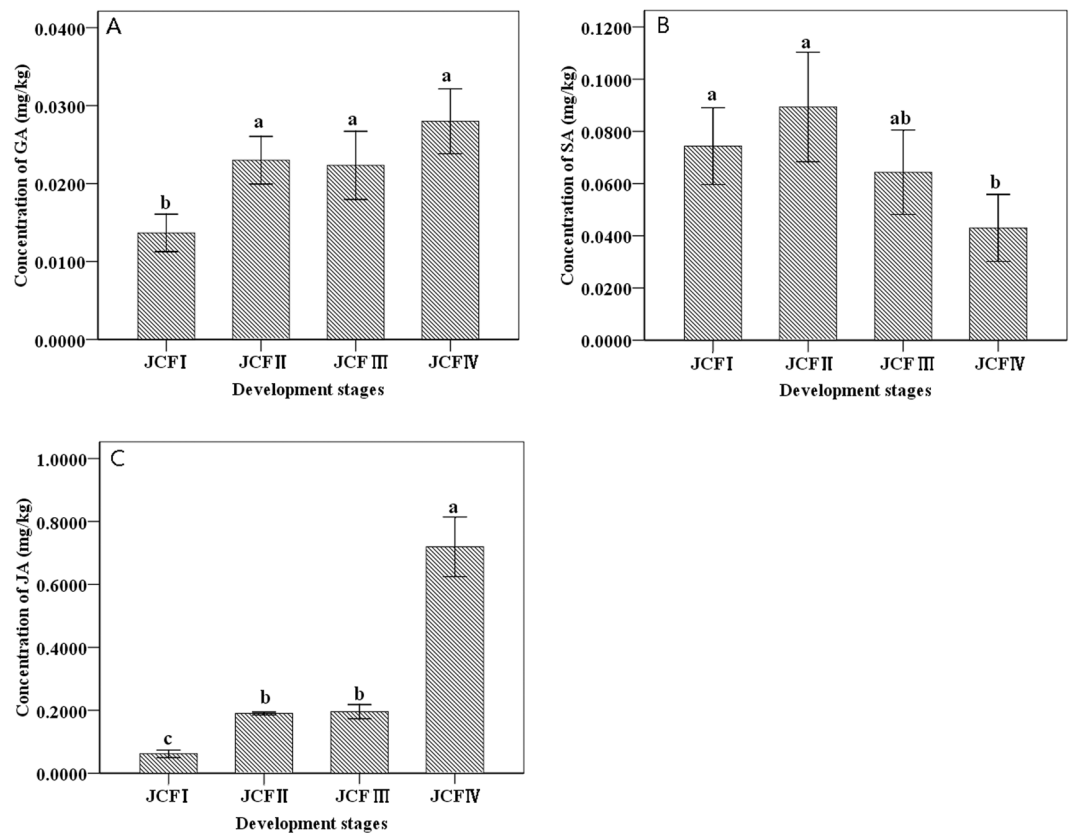 A
Concentration of GA (mg/kg)
0.0400
0.0300
0.0200
0.0100
0.0000
b
a
a
a
JCFⅠ
JCFⅡ
JCFⅢ
JCFⅣ
Development stages
B
Concentration of SA (mg/kg)
0.1200
0.1000
0.0800
0.0600
0.0400
0.0200
0.0000
a
a
ab
b
JCFⅠ
JCFⅡ
JCFⅢ
JCFⅣ
Development stages
C
Concentration of JA (mg/kg)
1.0000
0.8000
0.6000
0.4000
0.2000
0.0000
c
b
b
a
JCFⅠ
JCFⅡ
JCFⅢ
JCFⅣ
Development stages